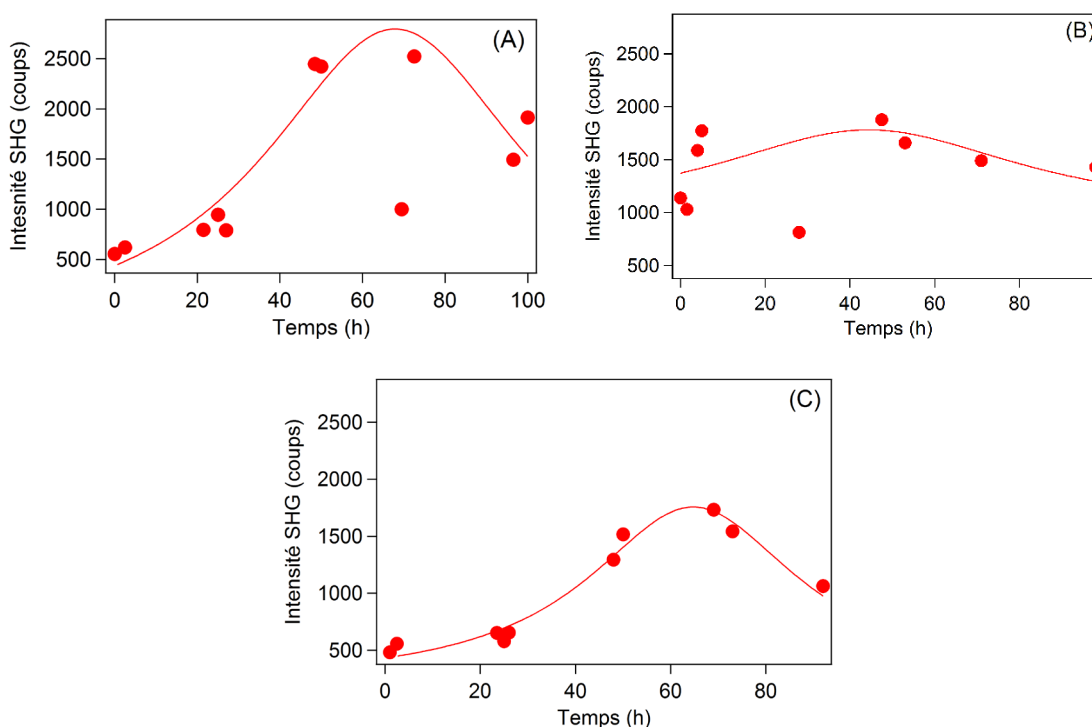 (A)
2500
2000
1500
1000
500
Intesnité SHG (coups)
0 20 40 60 80 100
Temps (h)
(B)
2500
2000
1500
1000
500
Intensité SHG (coups)
0 20 40 60 80
Temps (h)
(C)
2500
2000
1500
1000
500
Intensité SHG (coups)
0 20 40 60 80
Temps (h)